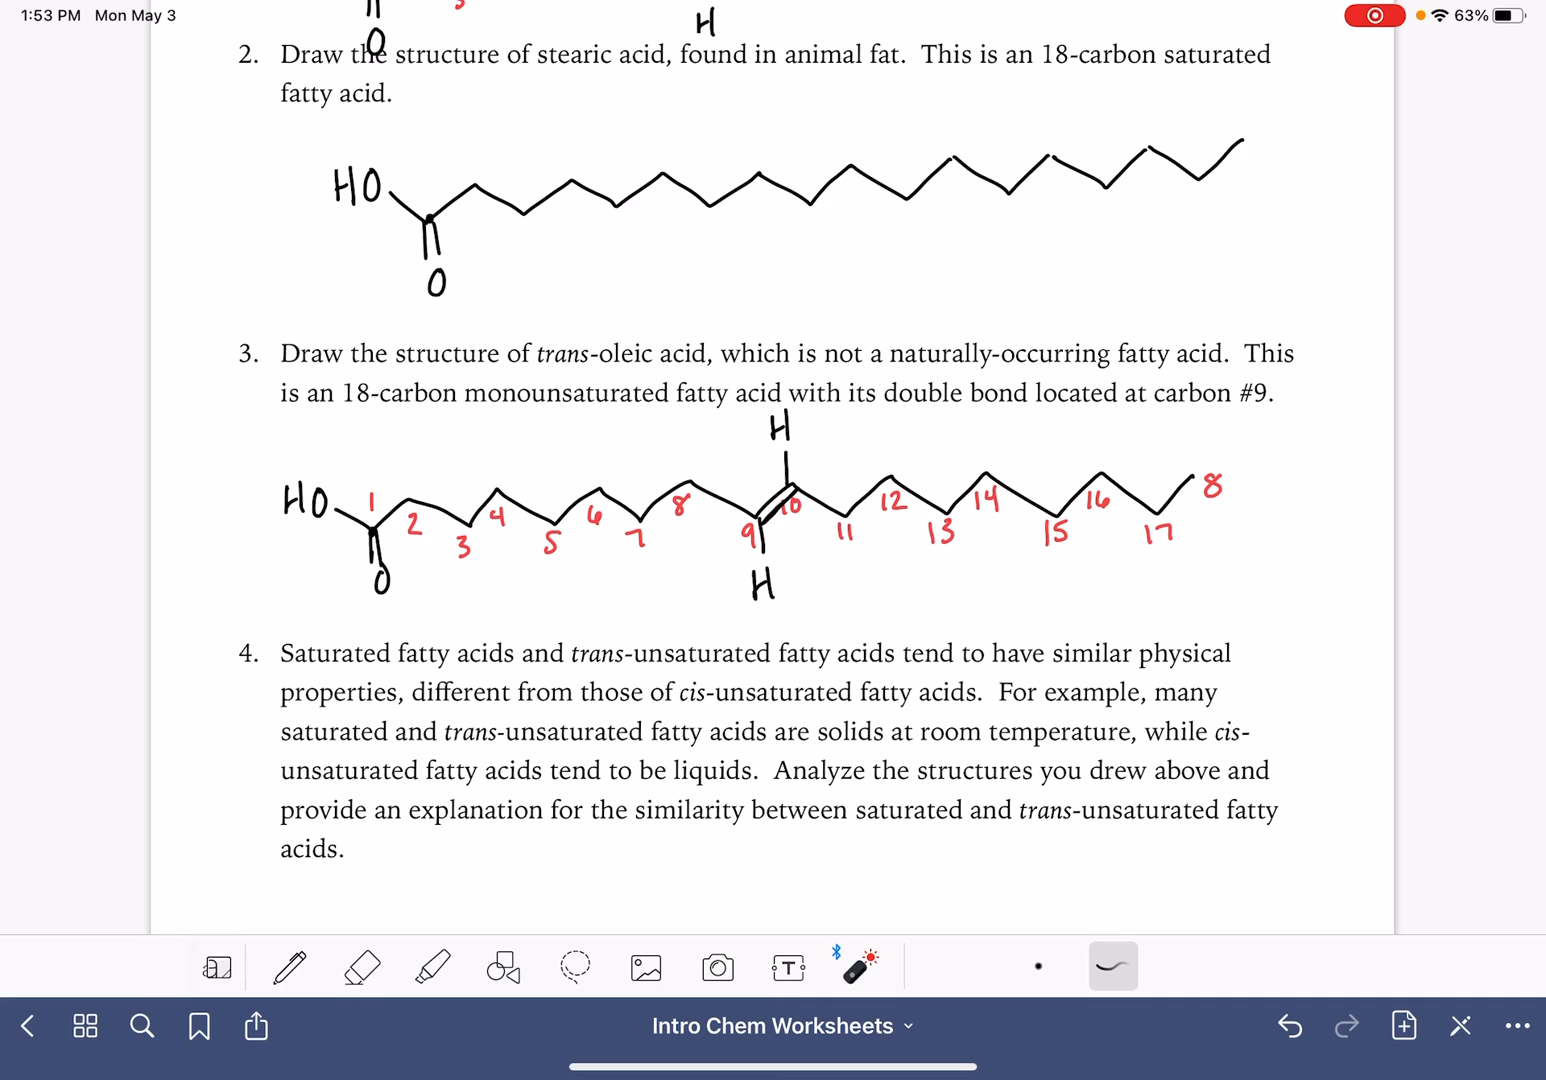 1:53 PM Mon May 3
63%
O
H
2. Draw the structure of stearic acid, found in animal fat. This is an 18-carbon saturated
fatty acid.
HO
O
3. Draw the structure of trans-oleic acid, which is not a naturally-occurring fatty acid. This
is an 18-carbon monounsaturated fatty acid with its double bond located at carbon #9.
H
HO 1 2 3 4 5 6 7 8 9 10 11 12 13 14 15 16 17 8
O
H
4. Saturated fatty acids and trans-unsaturated fatty acids tend to have similar physical
properties, different from those of cis-unsaturated fatty acids. For example, many
saturated and trans-unsaturated fatty acids are solids at room temperature, while cis-
unsaturated fatty acids tend to be liquids. Analyze the structures you drew above and
provide an explanation for the similarity between saturated and trans-unsaturated fatty
acids.
T
Intro Chem Worksheets